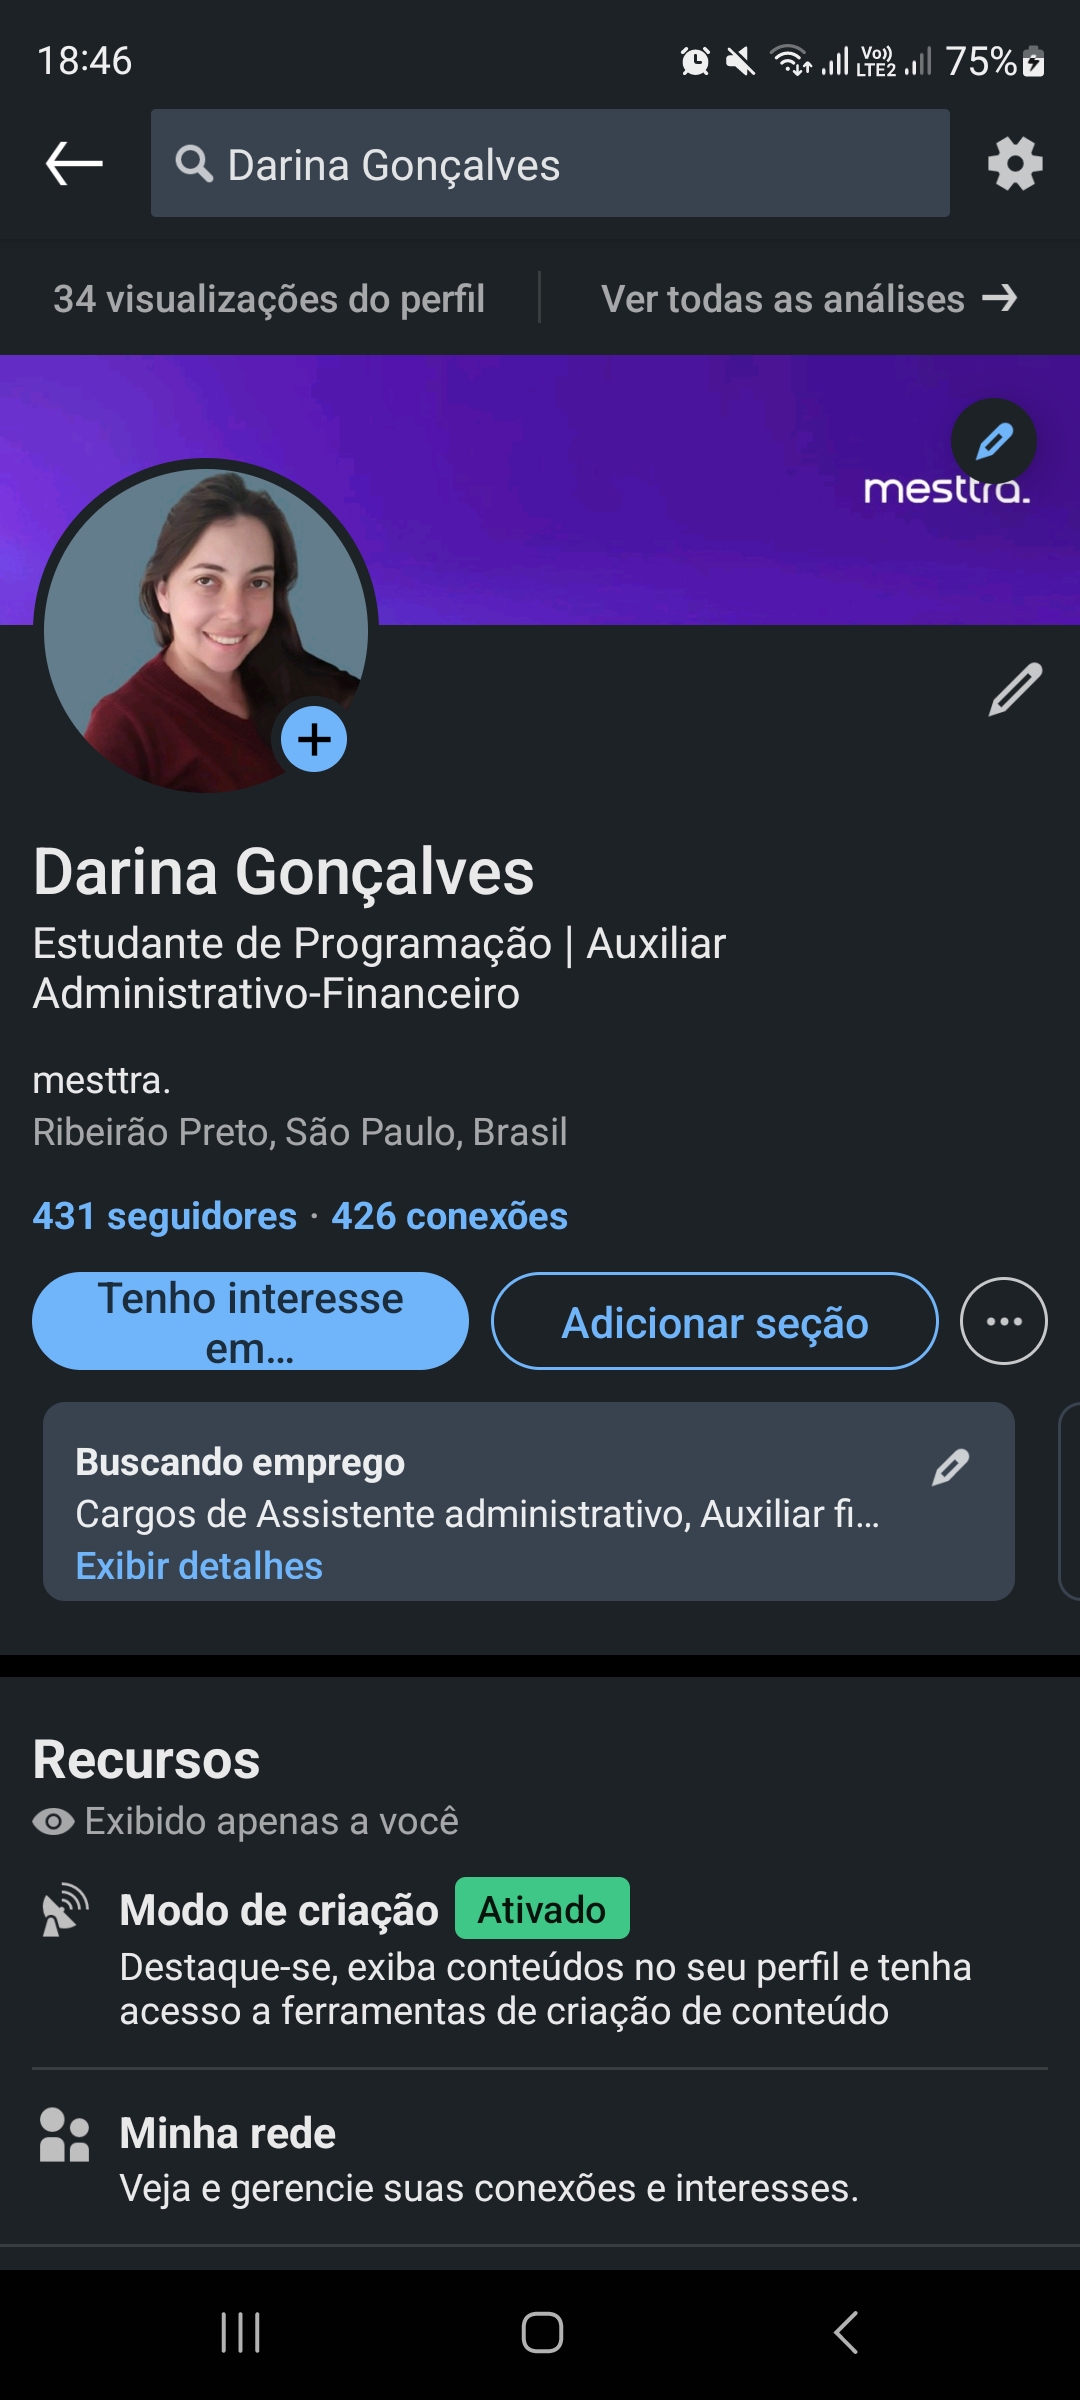 18:46
Vo))
LTE2
75%
Darina Gonçalves
34 visualizações do perfil
Ver todas as análises
mesttra.
Darina Gonçalves
Estudante de Programação | Auxiliar
Administrativo-Financeiro
mesttra.
Ribeirão Preto, São Paulo, Brasil
431 seguidores · 426 conexões
Tenho interesse
em...
Adicionar seção
Buscando emprego
Cargos de Assistente administrativo, Auxiliar fi...
Exibir detalhes
Recursos
Exibido apenas a você
Modo de criação Ativado
Destaque-se, exiba conteúdos no seu perfil e tenha
acesso a ferramentas de criação de conteúdo
Minha rede
Veja e gerencie suas conexões e interesses.